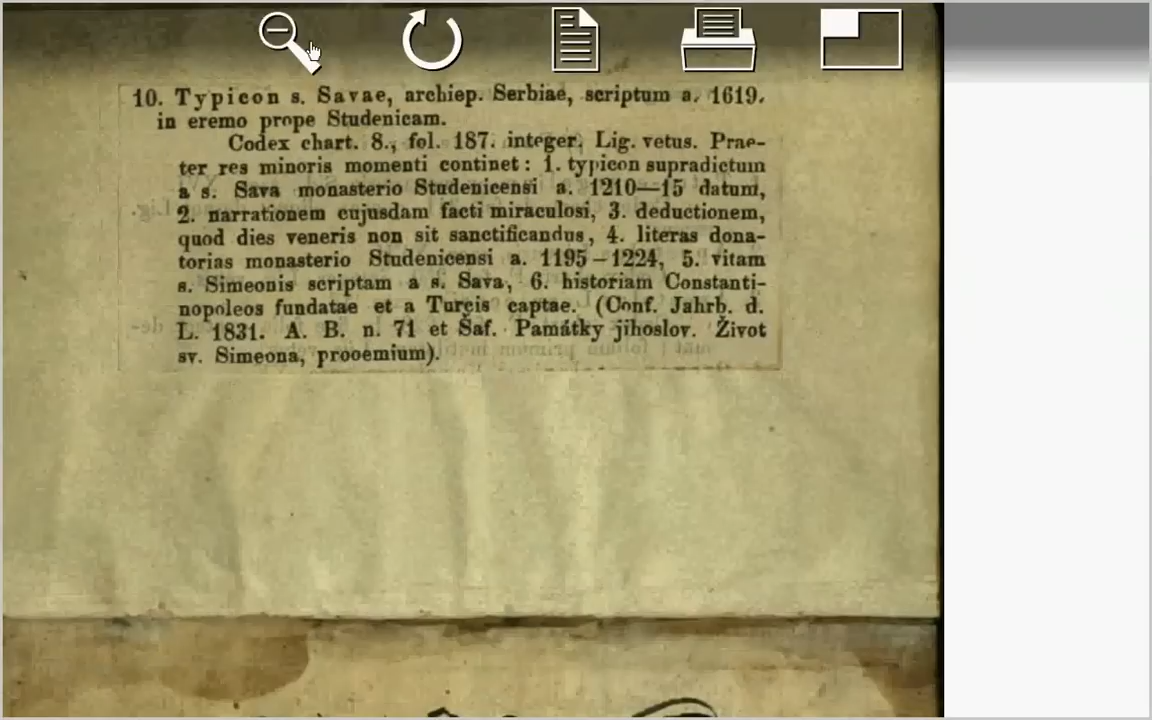 10. Typicon s. Savae, archiep. Serbiae, scriptum a. 1619.
in eremo prope Studenicam.
Codex chart. 8., fol. 187. integer. Lig. vetus. Prae-
ter res minoris momenti continet: 1. typicon supradictum
a s. Sava monasterio Studenicensi a. 1210—15 datum,
2. narrationem cujusdam facti miraculosi, 3. deductionem,
quod dies veneris non sit sanctificandus, 4. literas dona-
torias monasterio Studenicensi a. 1195—1224, 5. vitam
s. Simeonis scriptam a s. Sava, 6. historiam Constanti-
nopoleos fundatae et a Turcis captae. (Conf. Jahrb. d.
L. 1831. A. B. n. 71 et Šaf. Památky jihoslov. Život
sv. Simeona, prooemium).